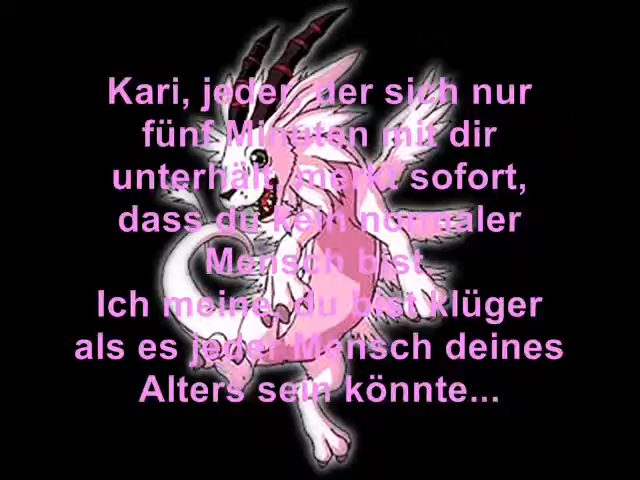 Kari, jeder, der sich nur
fünf Minuten mit dir
unterhält, merkt sofort,
dass du kein normaler
Mensch bist.
Ich meine, du bist klüger
als es jeder Mensch deines
Alters sein könnte...